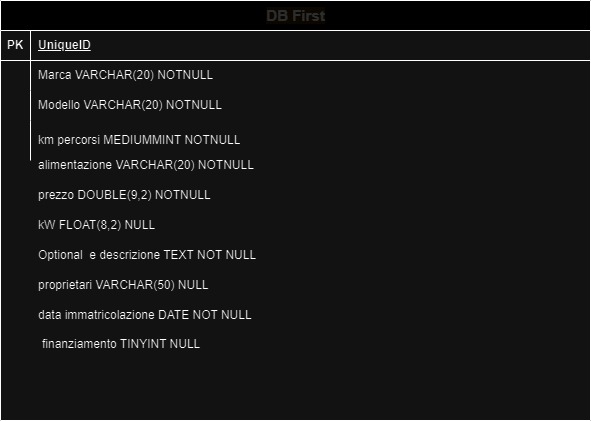 DB First
PK UniqueID
Marca VARCHAR(20) NOTNULL
Modello VARCHAR(20) NOTNULL
km percorsi MEDIUMMINT NOTNULL
alimentazione VARCHAR(20) NOTNULL
prezzo DOUBLE(9,2) NOTNULL
kW FLOAT(8,2) NULL
Optional e descrizione TEXT NOT NULL
proprietari VARCHAR(50) NULL
data immatricolazione DATE NOT NULL
finanziamento TINYINT NULL